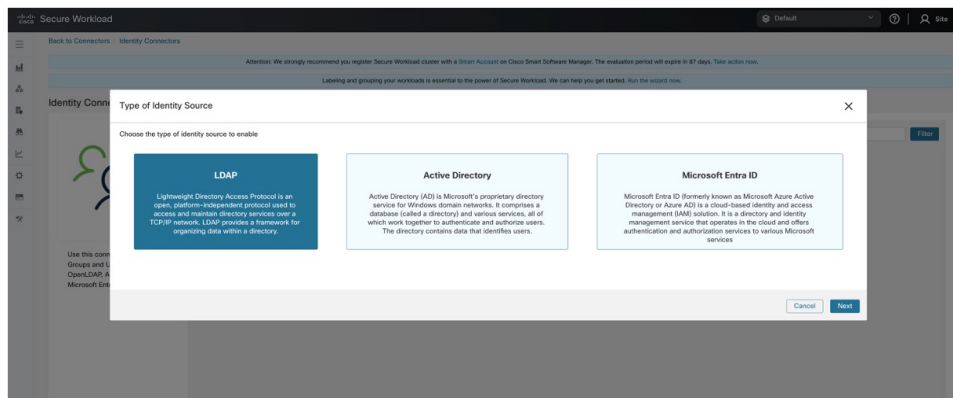 cisco Secure Workload
Default
Site
Back to Connectors Identity Connectors
Attention: We strongly recommend you register Secure Workload cluster with a Smart Account on Cisco Smart Software Manager. The evaluation period will expire in 87 days. Take action now.
Labeling and grouping your workloads is essential to the power of Secure Workload. We can help you get started. Run the wizard now.
Identity Conne
Type of Identity Source
Filter
Choose the type of identity source to enable
LDAP
Lightweight Directory Access Protocol is an
open, platform-independent protocol used to
access and maintain directory services over a
TCP/IP network. LDAP provides a framework for
organizing data within a directory.
Active Directory
Active Directory (AD) is Microsoft's proprietary directory
service for Windows domain networks. It comprises a
database (called a directory) and various services, all of
which work together to authenticate and authorize users.
The directory contains data that identifies users.
Microsoft Entra ID
Microsoft Entra ID (formerly known as Microsoft Azure Active
Directory or Azure AD) is a cloud-based identity and access
management (IAM) solution. It is a directory and identity
management service that operates in the cloud and offers
authentication and authorization services to various Microsoft
services
Use this conn
Groups and U
OpenLDAP, A
Microsoft Ent
Cancel
Next